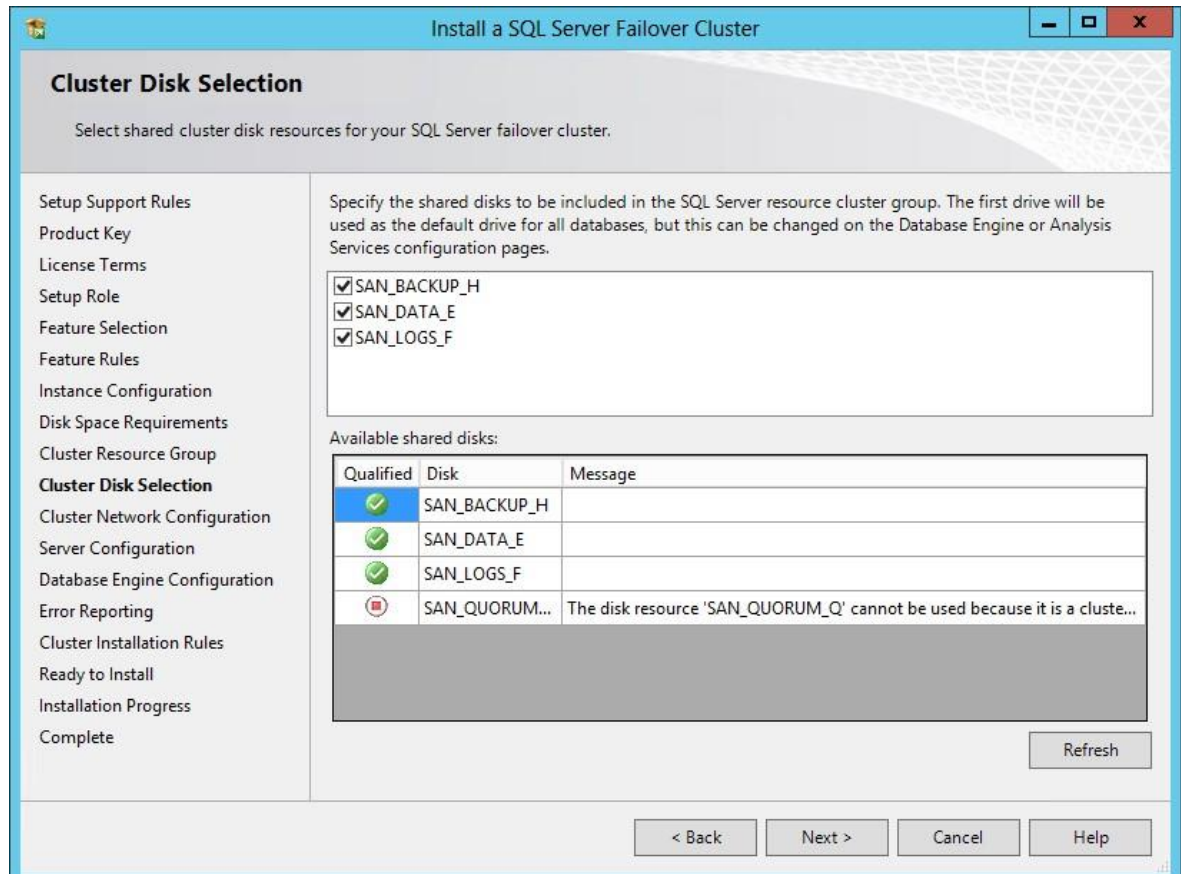 Install a SQL Server Failover Cluster
Cluster Disk Selection
Select shared cluster disk resources for your SQL Server failover cluster.
Setup Support Rules
Product Key
License Terms
Setup Role
Feature Selection
Feature Rules
Instance Configuration
Disk Space Requirements
Cluster Resource Group
Cluster Disk Selection
Cluster Network Configuration
Server Configuration
Database Engine Configuration
Error Reporting
Cluster Installation Rules
Ready to Install
Installation Progress
Complete
Specify the shared disks to be included in the SQL Server resource cluster group. The first drive will be
used as the default drive for all databases, but this can be changed on the Database Engine or Analysis
Services configuration pages.
SAN_BACKUP_H
SAN_DATA_E
SAN_LOGS_F
Available shared disks:
Qualified Disk Message
SAN_BACKUP_H
SAN_DATA_E
SAN_LOGS_F
SAN_QUORUM... The disk resource 'SAN_QUORUM_Q' cannot be used because it is a cluste...
Refresh
< Back Next > Cancel Help